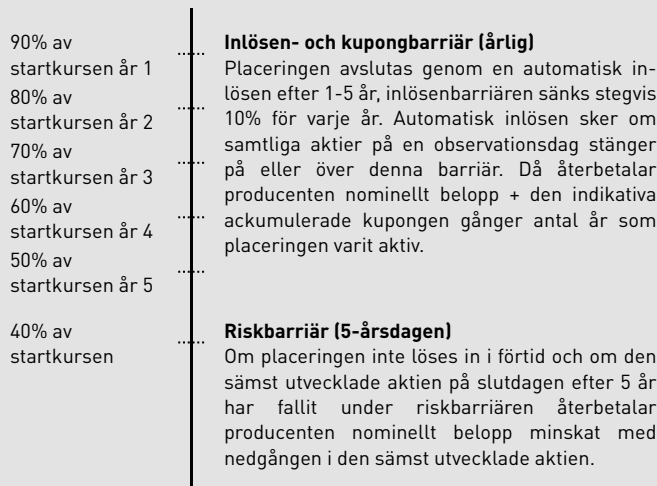 90% av
startkursen år 1
80% av
startkursen år 2
70% av
startkursen år 3
60% av
startkursen år 4
50% av
startkursen år 5
40% av
startkursen
Inlösen- och kupongbarriär (årlig)
Placeringen avslutas genom en automatisk in-
lösen efter 1-5 år, inlösenbarriären sänks stegvis
10% för varje år. Automatisk inlösen sker om
samtliga aktier på en observationsdag stänger
på eller över denna barriär. Då återbetalar
producenten nominellt belopp + den indikativa
ackumulerade kupongen gånger antal år som
placeringen varit aktiv.
Riskbarriär (5-årsdagen)
Om placeringen inte löses in i förtid och om den
sämst utvecklade aktien på slutdagen efter 5 år
har fallit under riskbarriären återbetalar
producenten nominellt belopp minskat med
nedgången i den sämst utvecklade aktien.